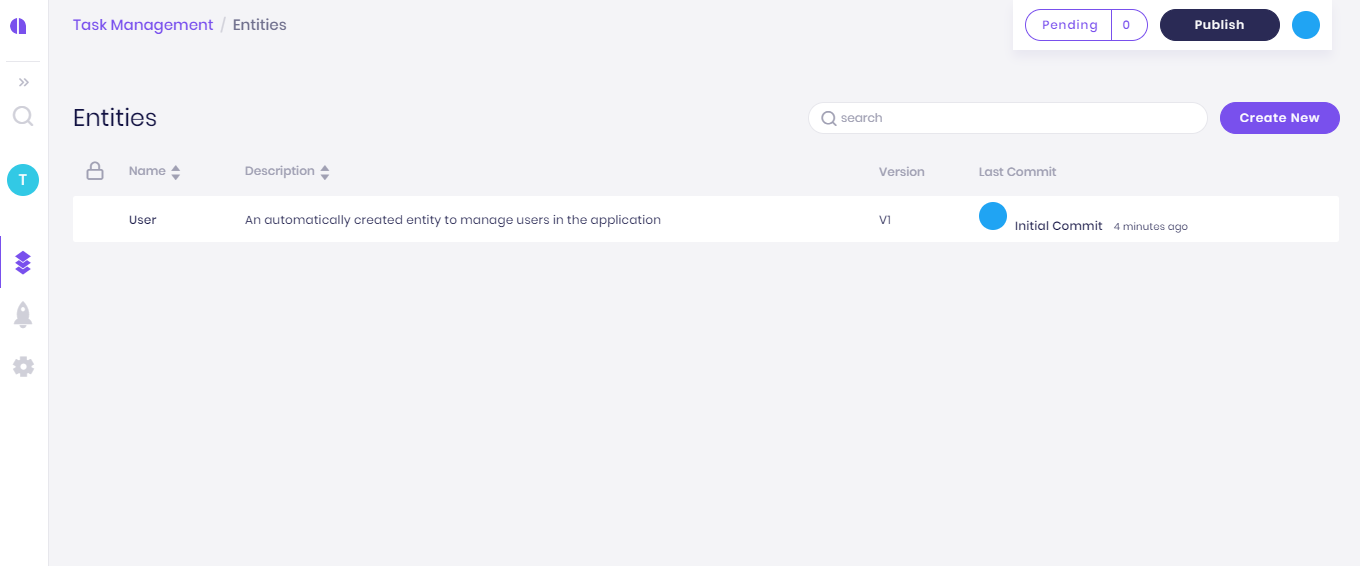 Task Management / Entities
Pending 0 Publish
Entities
search
Create New
Name Description Version Last Commit
T
User An automatically created entity to manage users in the application V1 Initial Commit 4 minutes ago